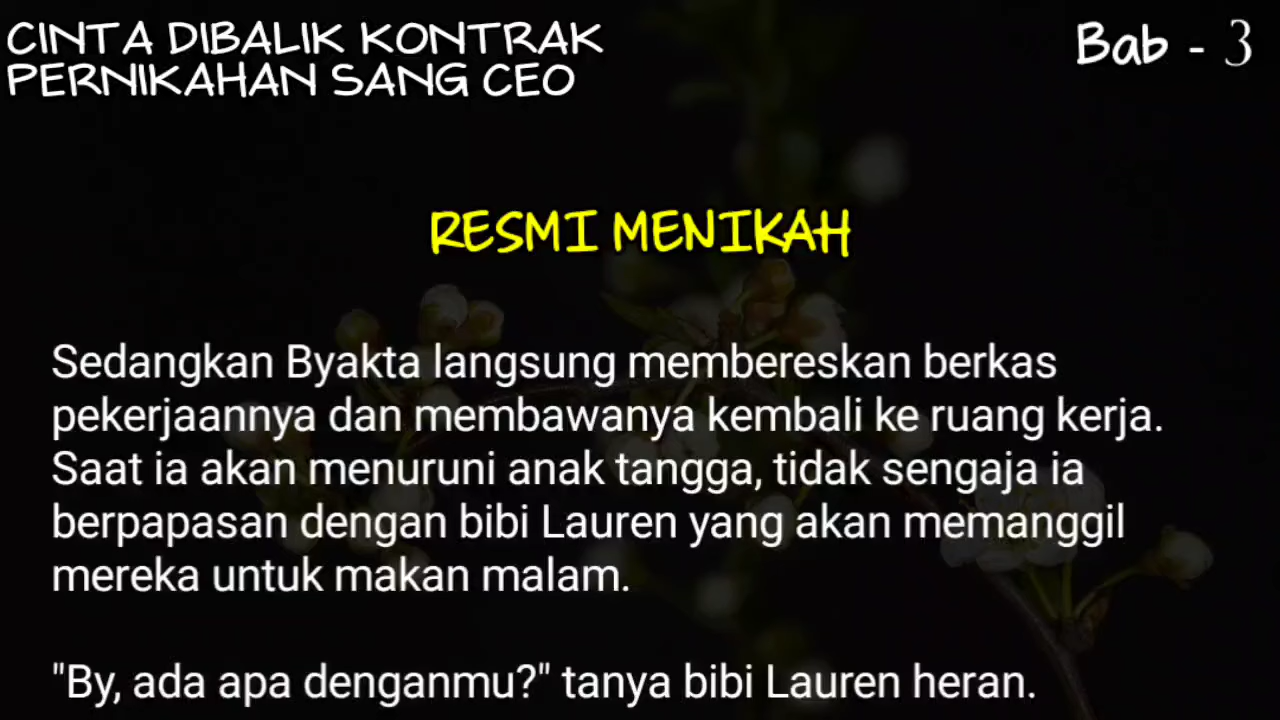 CINTA DIBALIK KONTRAK
PERNIKAHAN SANG CEO
Bab - 3
RESMI MENIKAH
Sedangkan Byakta langsung membereskan berkas
pekerjaannya dan membawanya kembali ke ruang kerja.
Saat ia akan menuruni anak tangga, tidak sengaja ia
berpapasan dengan bibi Lauren yang akan memanggil
mereka untuk makan malam.
"By, ada apa denganmu?" tanya bibi Lauren heran.